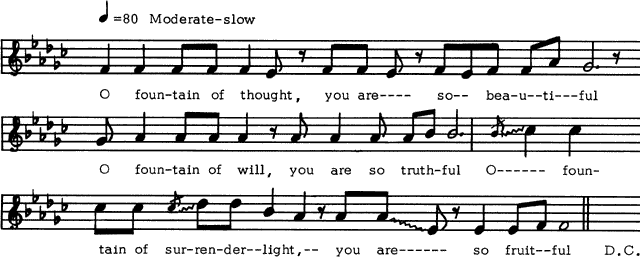 ♩=80 Moderate-slow
O foun-tain of thought, you are---- so-- bea-u--ti---ful
O foun-tain of will, you are so truth-ful O------ foun-
tain of sur-ren-der--light,-- you are------ so fruit--ful D.C.